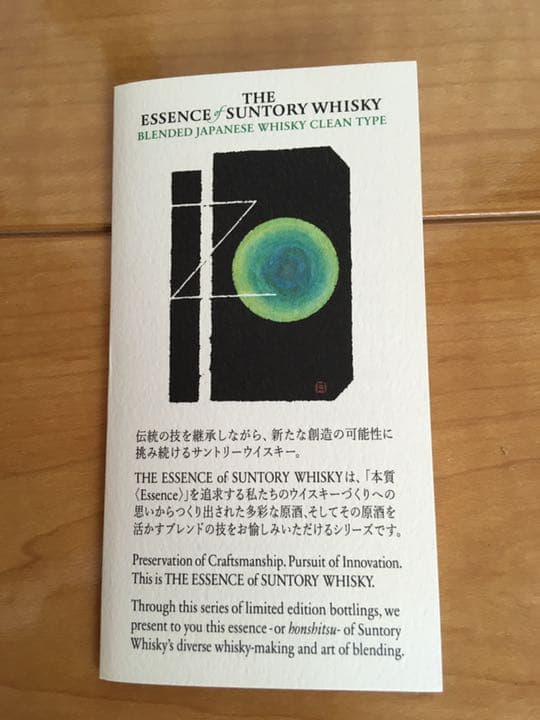 THE
ESSENCE of SUNTORY WHISKY
BLENDED JAPANESE WHISKY CLEAN TYPE
伝統の技を継承しながら、新たな創造の可能性に
挑み続けるサントリーウイスキー。
THE ESSENCE of SUNTORY WHISKYは、「本質
〈Essence〉」を追求する私たちのウイスキーづくりへの
思いからつくり出された多彩な原酒、そしてその原酒を
活かすブレンドの技をお愉しみいただけるシリーズです。
Preservation of Craftsmanship. Pursuit of Innovation.
This is THE ESSENCE of SUNTORY WHISKY.
Through this series of limited edition bottlings, we
present to you this essence - or honshitsu - of Suntory
Whisky's diverse whisky-making and art of blending.